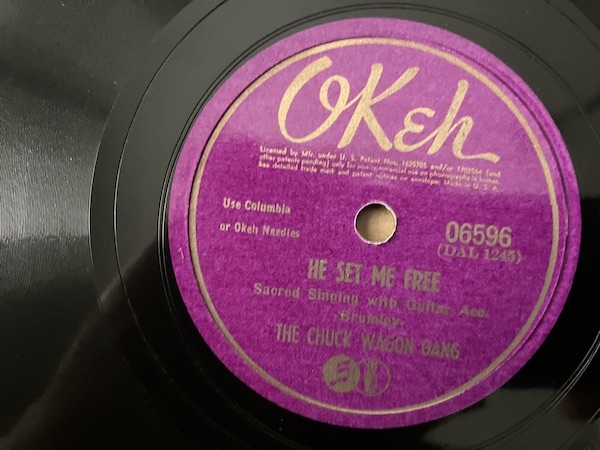 OKeh
Licensed by Mfr. under U. S. Patent Nos. 1625705 and/or 1702564 (and
other patents pending) only for non-commercial use on phonographs in homes.
See detailed trade mark and patent notices on envelope. Made in U. S. A.
Use Columbia
or Okeh Needles
06596
(DAL 1245)
HE SET ME FREE
Sacred Singing with Guitar Acc.
-Brumley-
THE CHUCK WAGON GANG